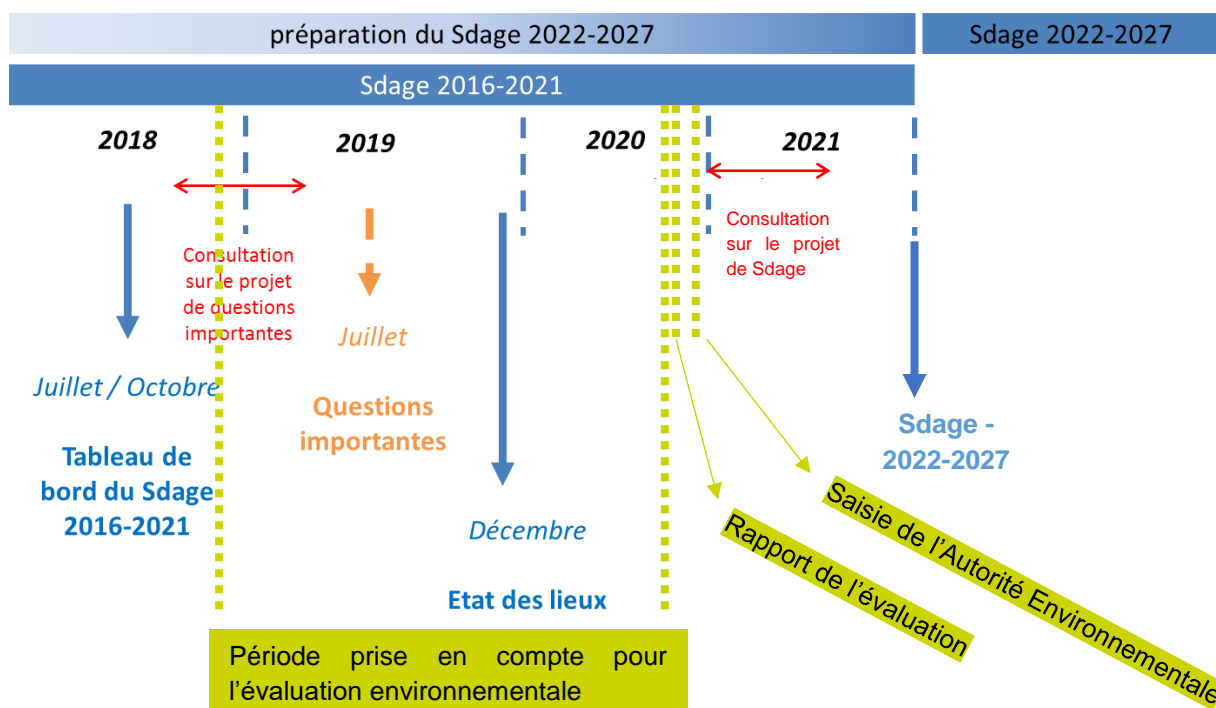 préparation du Sdage 2022-2027
Sdage 2022-2027
Sdage 2016-2021
2018
2019
2020
2021
Consultation
sur le projet
de questions
importantes
Consultation
sur le projet
de Sdage
Juillet / Octobre
Tableau de
bord du Sdage
2016-2021
Juillet
Questions
importantes
Décembre
Etat des lieux
Sdage -
2022-2027
Rapport de l’évaluation
Saisie de l’Autorité Environnementale
Période prise en compte pour
l’évaluation environnementale